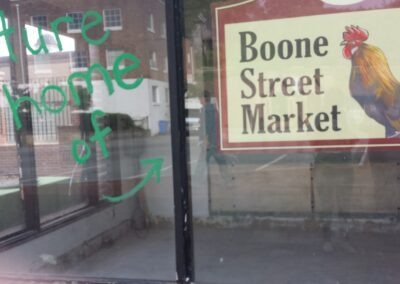 ture
home
of
Boone
Street
Market